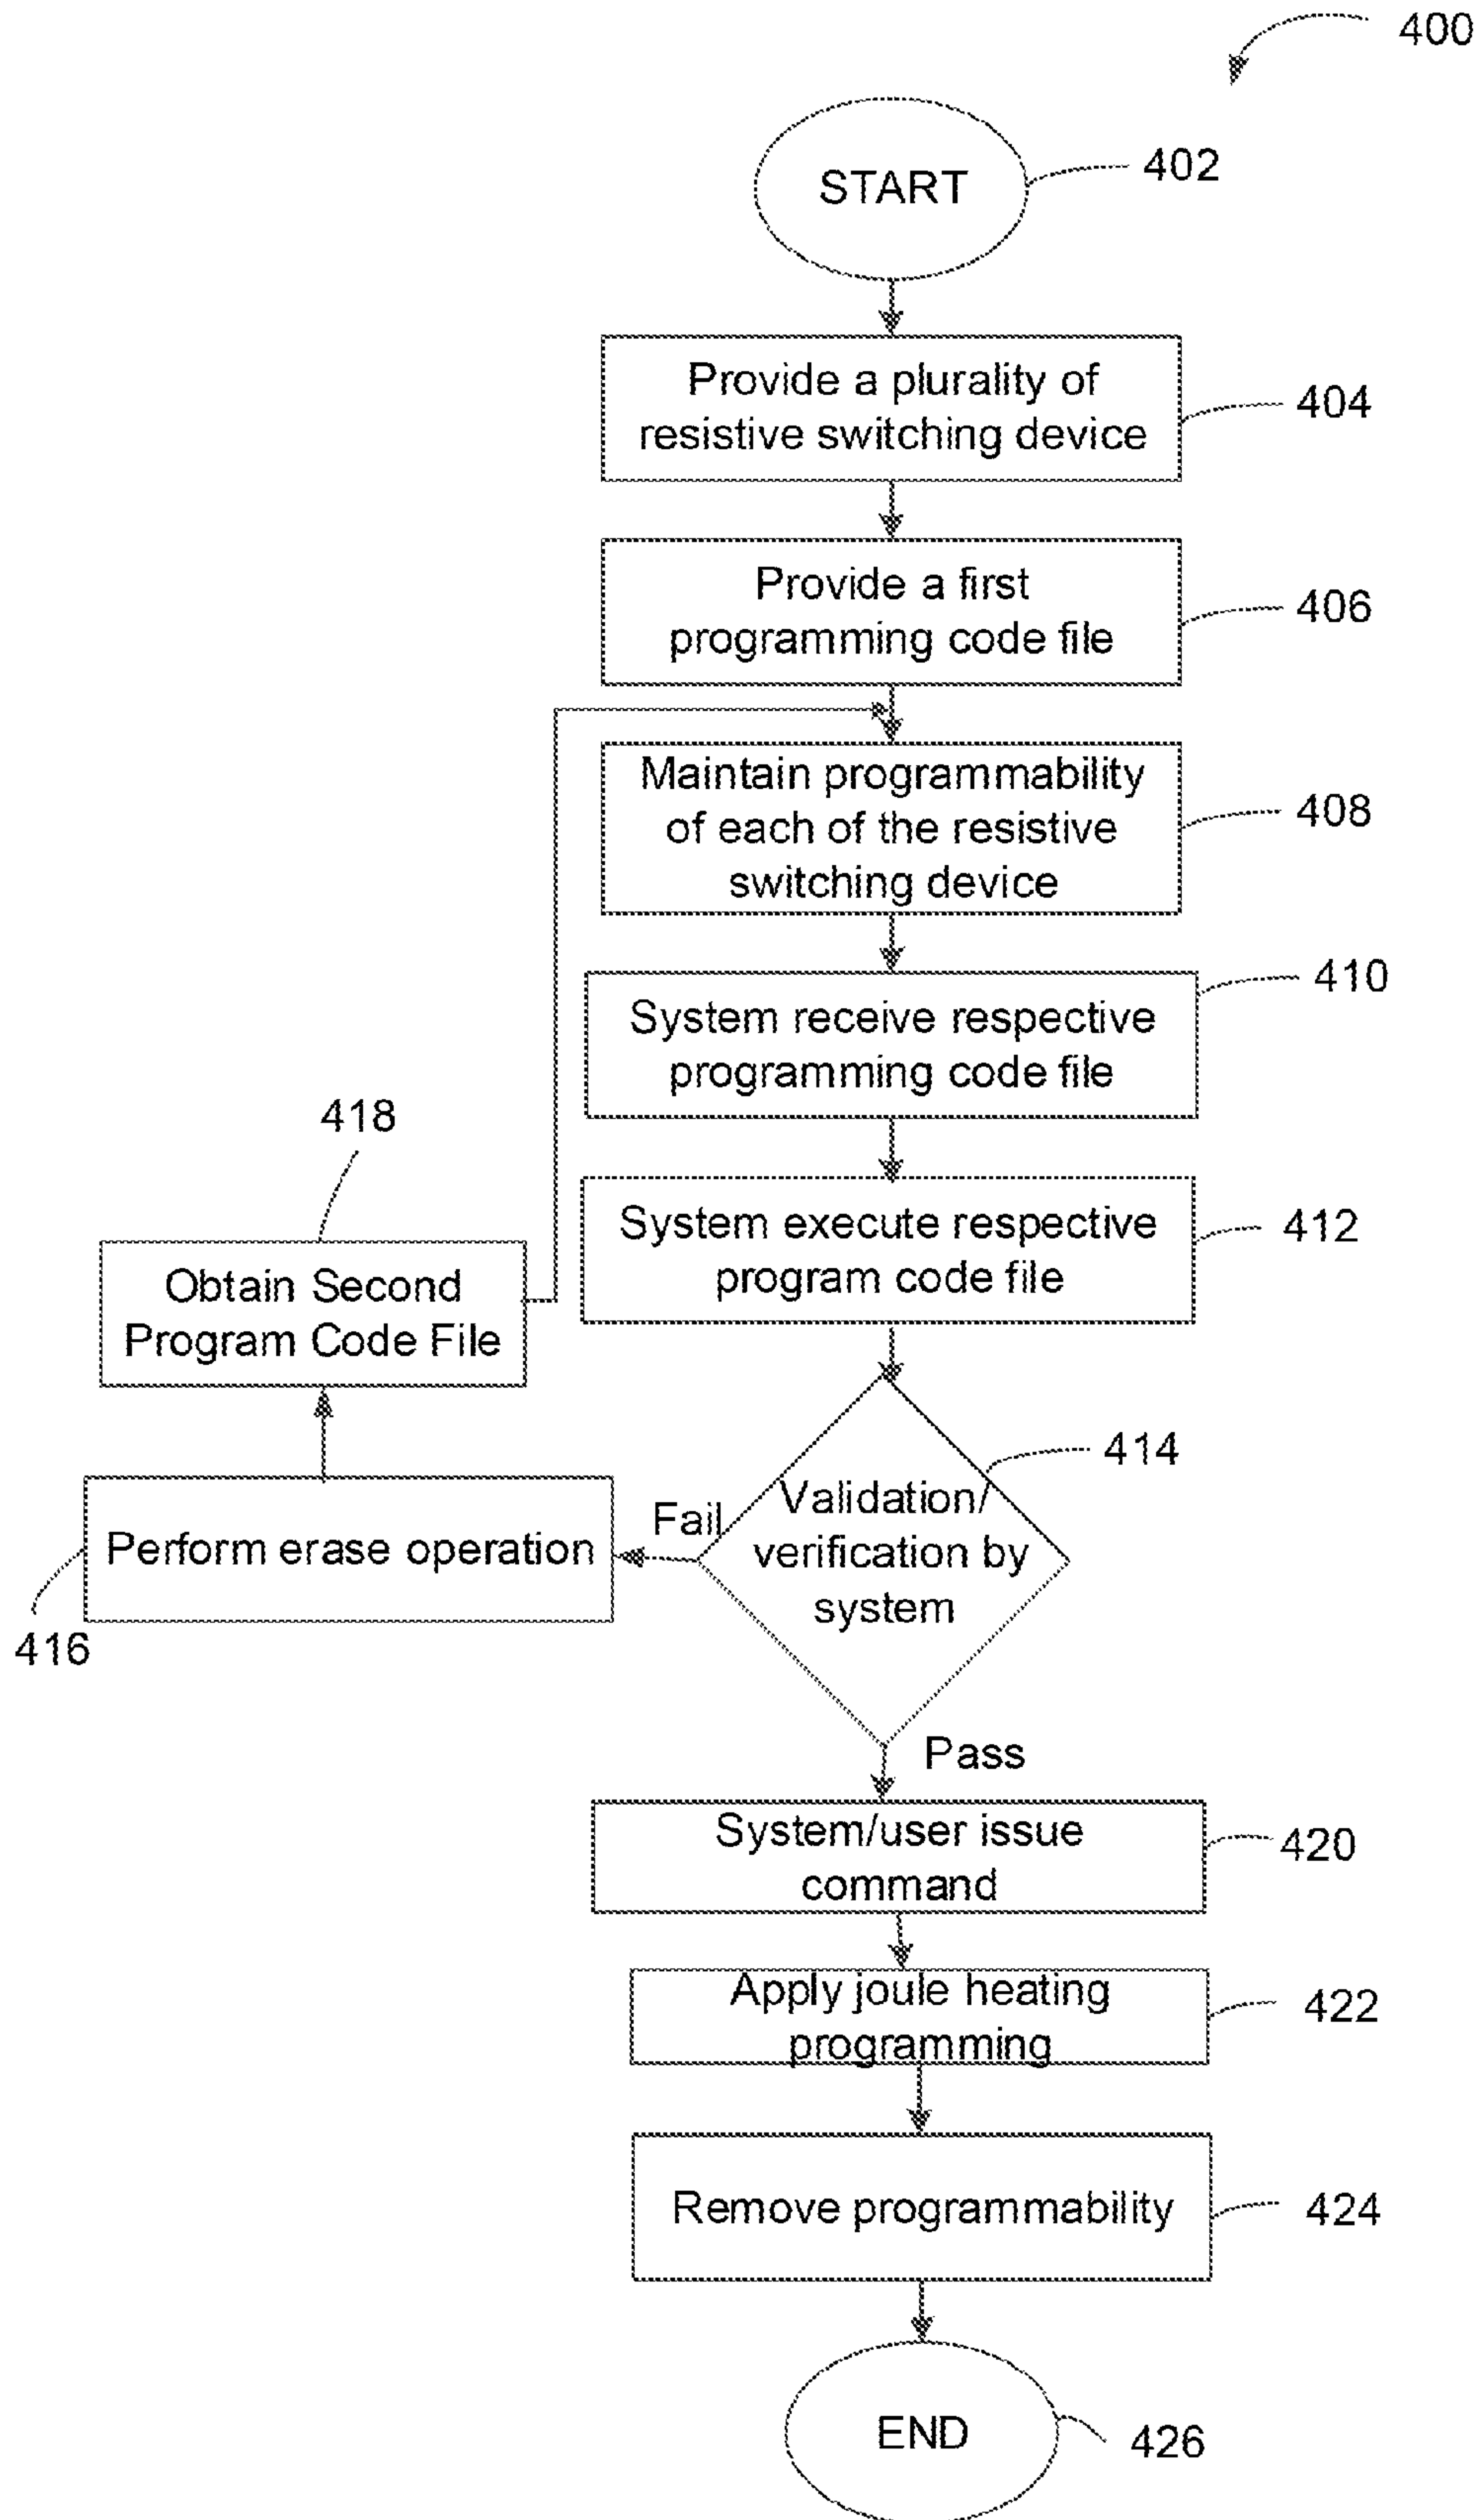 400
START
402
Provide a plurality of
resistive switching device
404
Provide a first
programming code file
406
Maintain programmability
of each of the resistive
switching device
408
System receive respective
programming code file
410
System execute respective
program code file
412
418
Obtain Second
Program Code File
Validation/
verification by
system
414
Fail
Perform erase operation
416
Pass
System/user issue
command
420
Apply joule heating
programming
422
Remove programmability
424
END
426